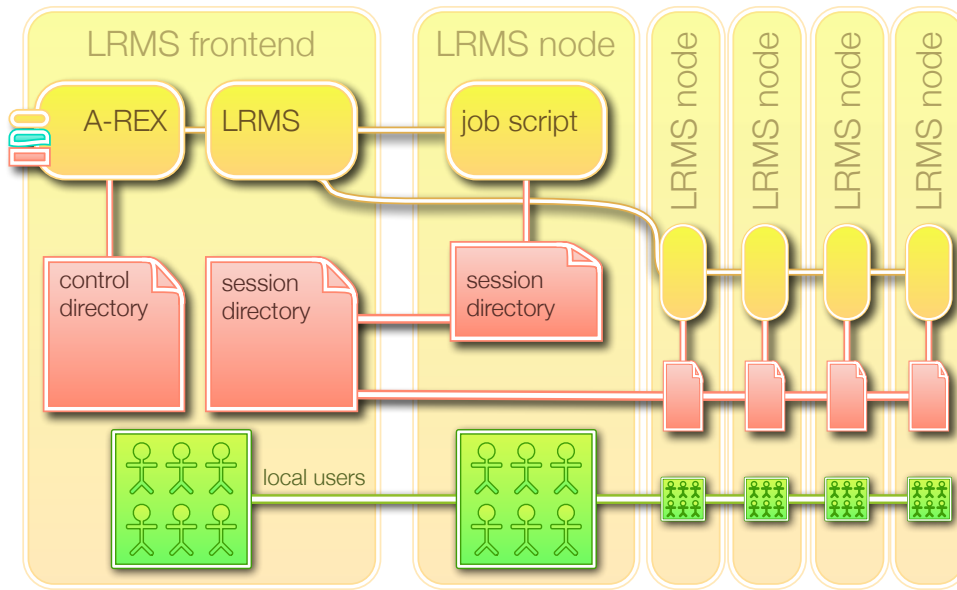 LRMS frontend
LRMS node
LRMS node
LRMS node
LRMS node
LRMS node
A-REX
LRMS
job script
control
directory
session
directory
session
directory
local users